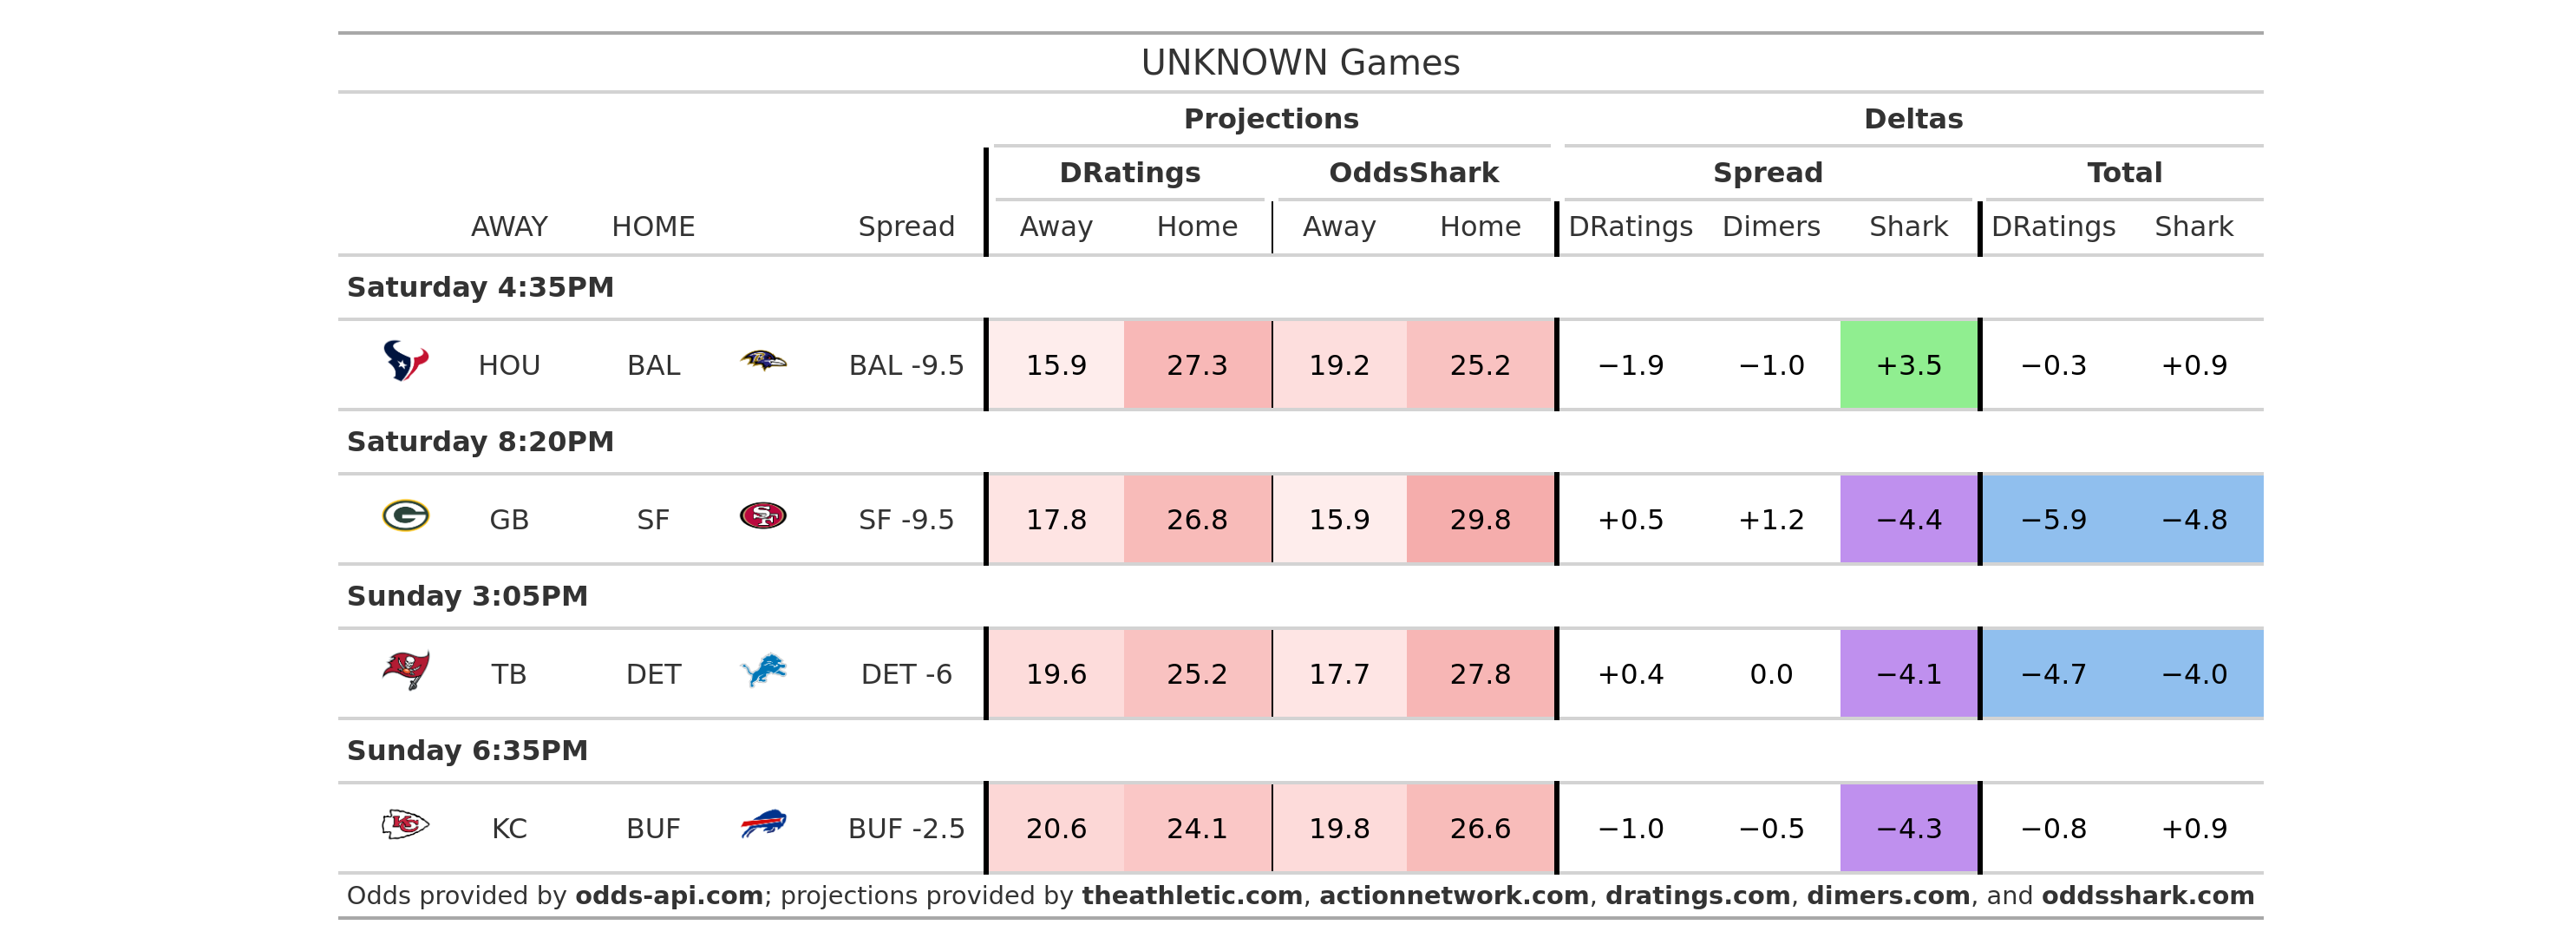 UNKNOWN Games
Projections Deltas
DRatings OddsShark Spread Total
AWAY HOME Spread Away Home Away Home DRatings Dimers Shark DRatings Shark
Saturday 4:35PM
HOU BAL BAL -9.5 15.9 27.3 19.2 25.2 −1.9 −1.0 +3.5 −0.3 +0.9
Saturday 8:20PM
G GB SF SF SF -9.5 17.8 26.8 15.9 29.8 +0.5 +1.2 −4.4 −5.9 −4.8
Sunday 3:05PM
TB DET DET -6 19.6 25.2 17.7 27.8 +0.4 0.0 −4.1 −4.7 −4.0
Sunday 6:35PM
KC KC BUF BUF -2.5 20.6 24.1 19.8 26.6 −1.0 −0.5 −4.3 −0.8 +0.9
Odds provided by odds-api.com; projections provided by theathletic.com, actionnetwork.com, dratings.com, dimers.com, and oddsshark.com